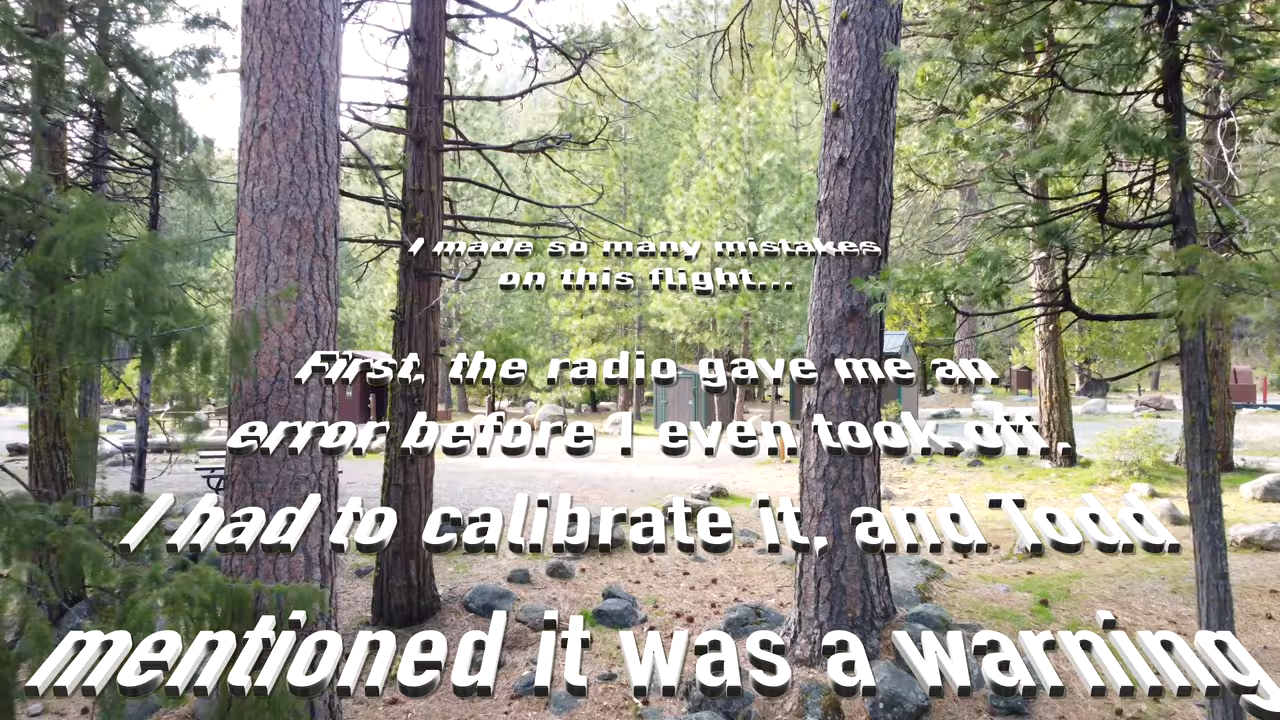 I made so many mistakes
on this flight...
First, the radio gave me an
error before I even took off.
I had to calibrate it, and Todd
mentioned it was a warning